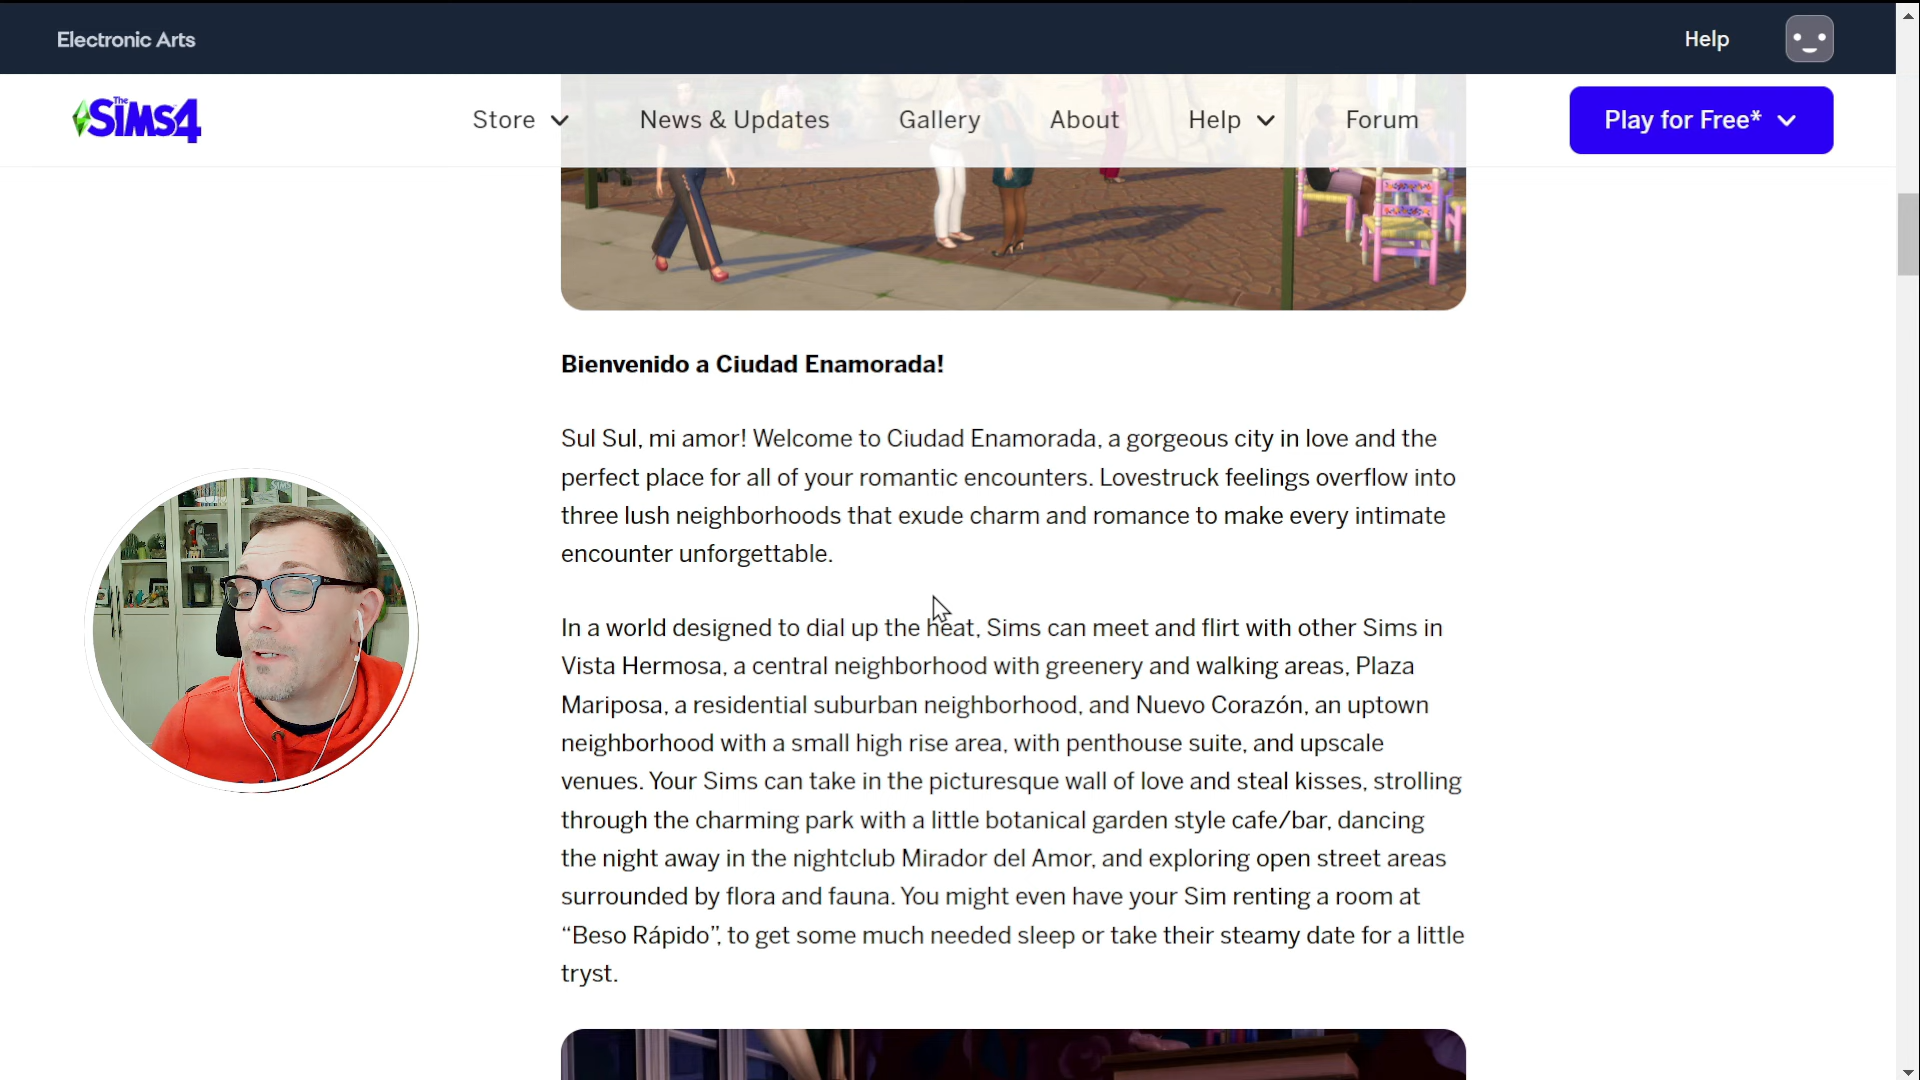 Electronic Arts
Help
The SiMS4
Store
News & Updates
Gallery
About
Help
Forum
Play for Free*
Bienvenido a Ciudad Enamorada!
Sul Sul, mi amor! Welcome to Ciudad Enamorada, a gorgeous city in love and the
perfect place for all of your romantic encounters. Lovestruck feelings overflow into
three lush neighborhoods that exude charm and romance to make every intimate
encounter unforgettable.
In a world designed to dial up the heat, Sims can meet and flirt with other Sims in
Vista Hermosa, a central neighborhood with greenery and walking areas, Plaza
Mariposa, a residential suburban neighborhood, and Nuevo Corazón, an uptown
neighborhood with a small high rise area, with penthouse suite, and upscale
venues. Your Sims can take in the picturesque wall of love and steal kisses, strolling
through the charming park with a little botanical garden style cafe/bar, dancing
the night away in the nightclub Mirador del Amor, and exploring open street areas
surrounded by flora and fauna. You might even have your Sim renting a room at
“Beso Rápido”, to get some much needed sleep or take their steamy date for a little
tryst.